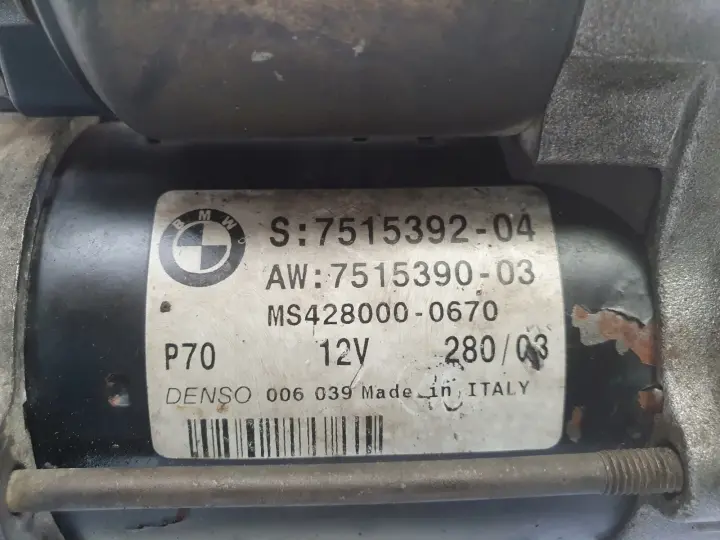 BMW
S:7515392-04
AW:7515390-03
MS428000-0670
P70 12V 280/03
DENSO 006 039 Made in ITALY